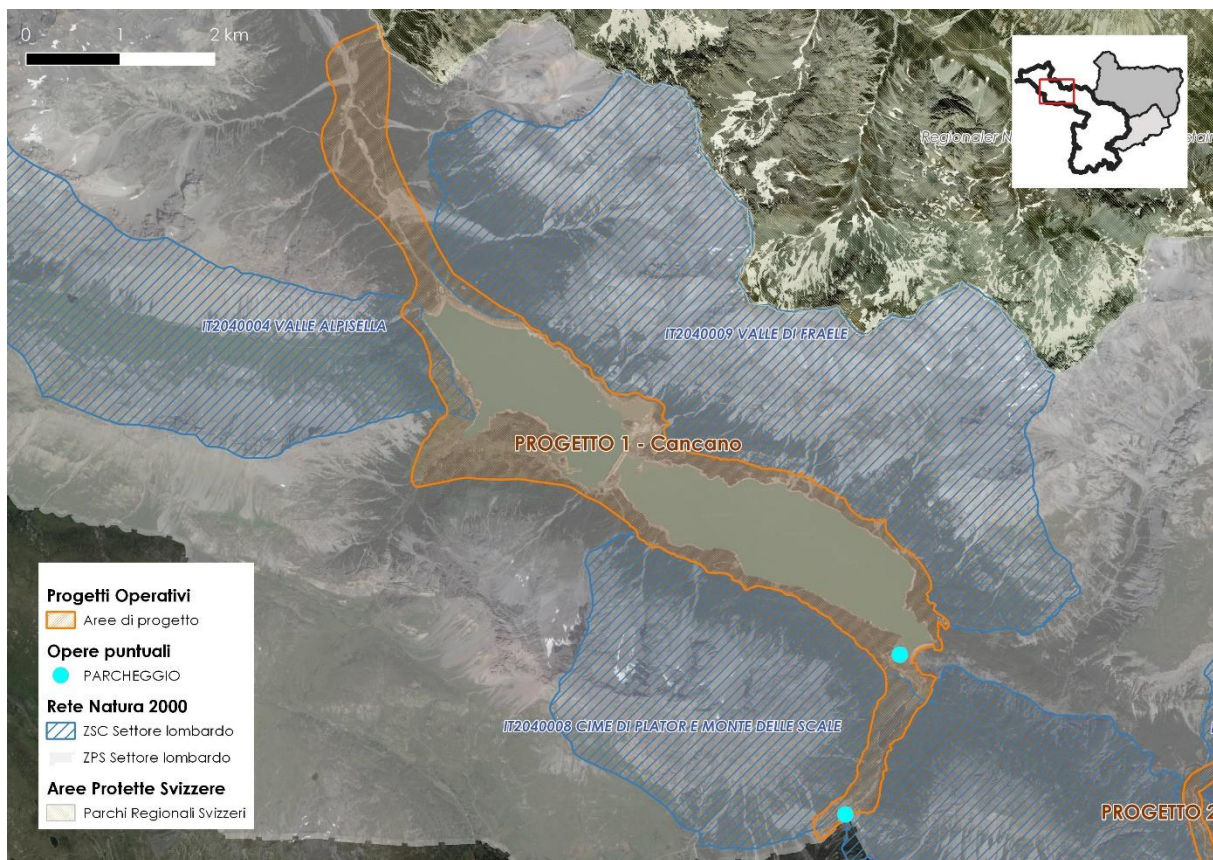 0 1 2 km
Regionaler N
stair
IT2040004 VALLE ALPISELLA
IT2040009 VALLE DI FRAELE
PROGETTO 1 - Cancano
Progetti Operativi
Aree di progetto
Opere puntuali
PARCHEGGIO
Rete Natura 2000
ZSC Settore lombardo
ZPS Settore lombardo
Aree Protette Svizzere
Parchi Regionali Svizzeri
IT2040008 CIME DI PLATOR E MONTE DELLE SCALE
PROGETTO 2